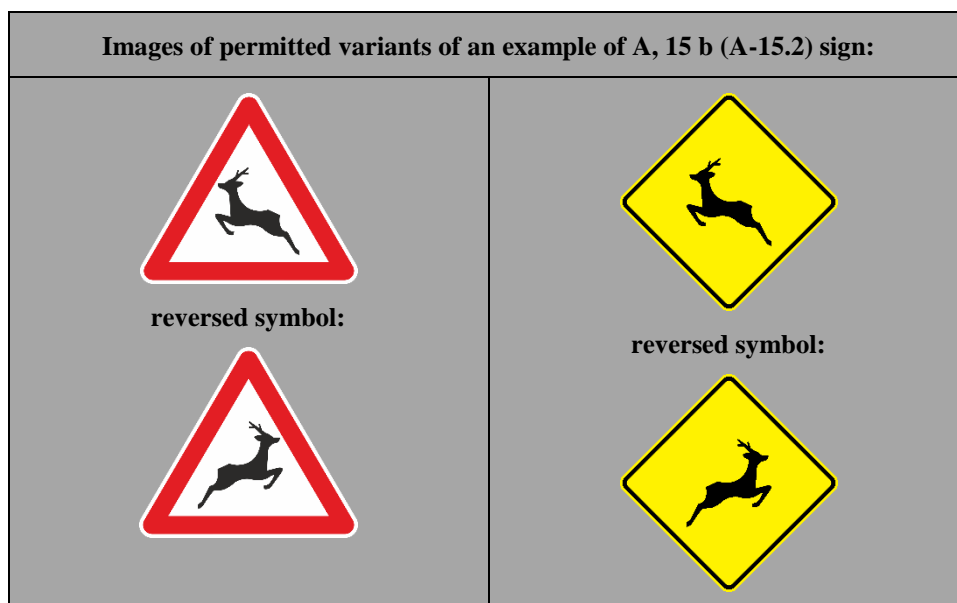 Images of permitted variants of an example of A, 15 b (A-15.2) sign:
reversed symbol:
reversed symbol: